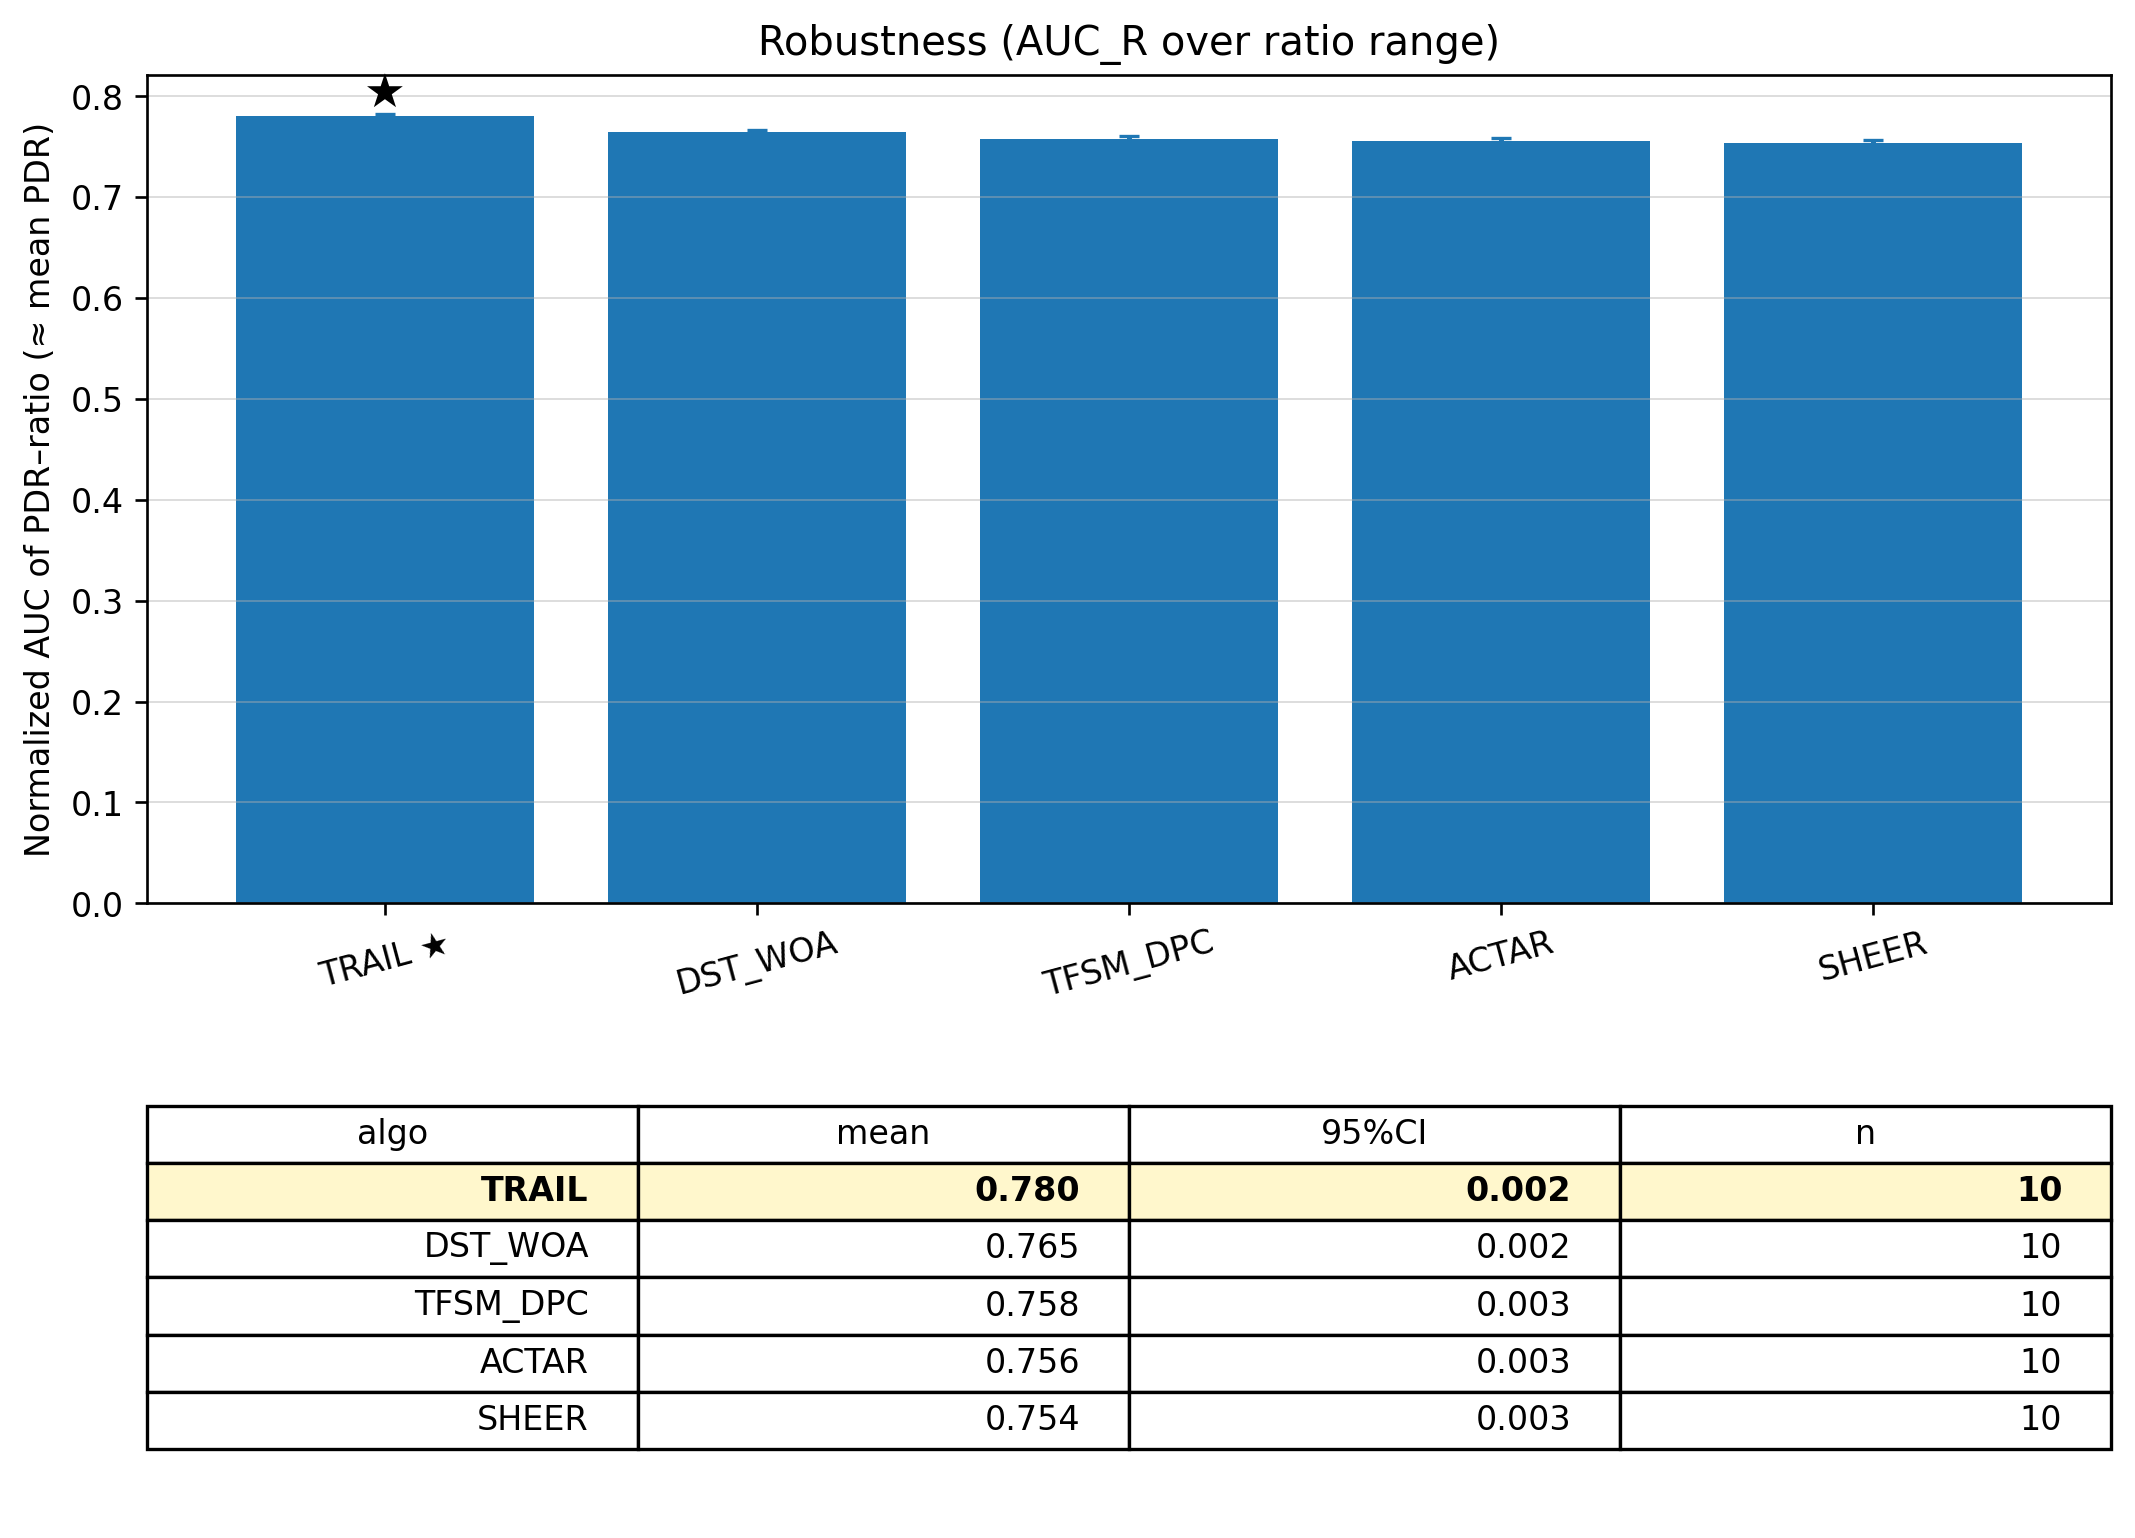 Robustness (AUC_R over ratio range)
Normalized AUC of PDR–ratio (≈ mean PDR)
0.8
0.7
0.6
0.5
0.4
0.3
0.2
0.1
0.0
★
TRAIL ★ DST_WOA TFSM_DPC ACTAR SHEER
algo mean 95%CI n
TRAIL 0.780 0.002 10
DST_WOA 0.765 0.002 10
TFSM_DPC 0.758 0.003 10
ACTAR 0.756 0.003 10
SHEER 0.754 0.003 10